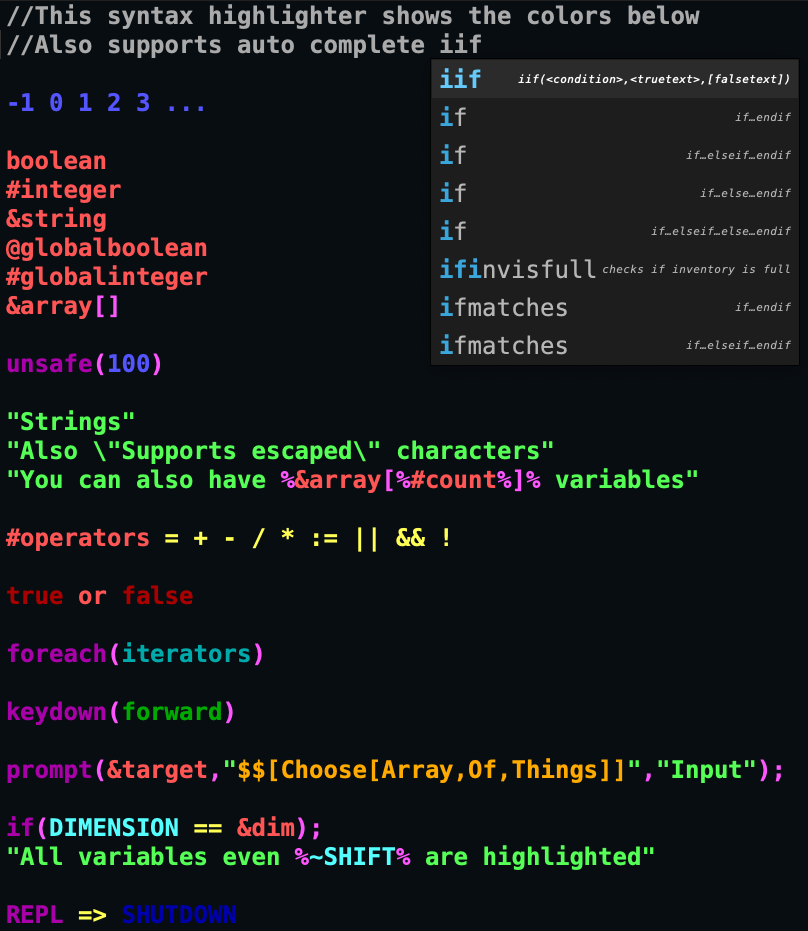 //This syntax highlighter shows the colors below
//Also supports auto complete iif
iif iif(<condition>,<truetext>,[falsetext])
if if…endif
if if…elseif…endif
if if…else…endif
if if…elseif…else…endif
ifinvisfull checks if inventory is full
ifmatches if…endif
ifmatches if…elseif…endif
-1 0 1 2 3 ...
boolean
#integer
&string
@globalboolean
#globalinteger
&array[]
unsafe(100)
"Strings"
"Also \"Supports escaped\" characters"
"You can also have %&array[%#count%]% variables"
#operators = + - / * := || && !
true or false
foreach(iterators)
keydown(forward)
prompt(&target,"$$[Choose[Array,Of,Things]]","Input");
if(DIMENSION == &dim);
"All variables even %~SHIFT% are highlighted"
REPL => SHUTDOWN